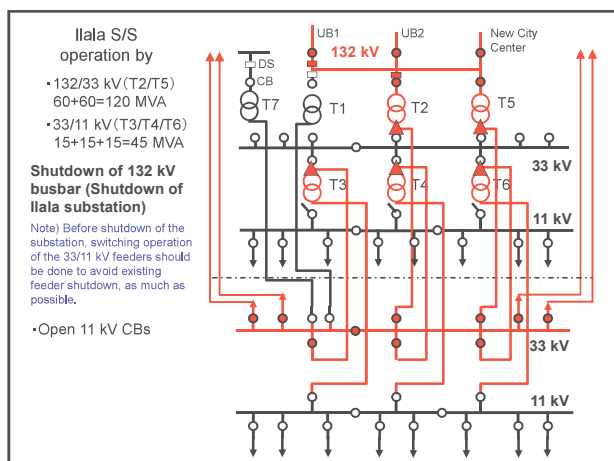 Ilala S/S
operation by
・132/33 kV(T2/T5)
60+60=120 MVA
・33/11 kV(T3/T4/T6)
15+15+15=45 MVA
Shutdown of 132 kV
busbar (Shutdown of
Ilala substation)
Note) Before shutdown of the
substation, switching operation
of the 33/11 kV feeders should
be done to avoid existing
feeder shutdown, as much as
possible.
・Open 11 kV CBs
UB1
UB2
New City
Center
132 kV
DS
CB
T7
T1
T2
T5
33 kV
T3
T4
T6
11 kV
33 kV
11 kV